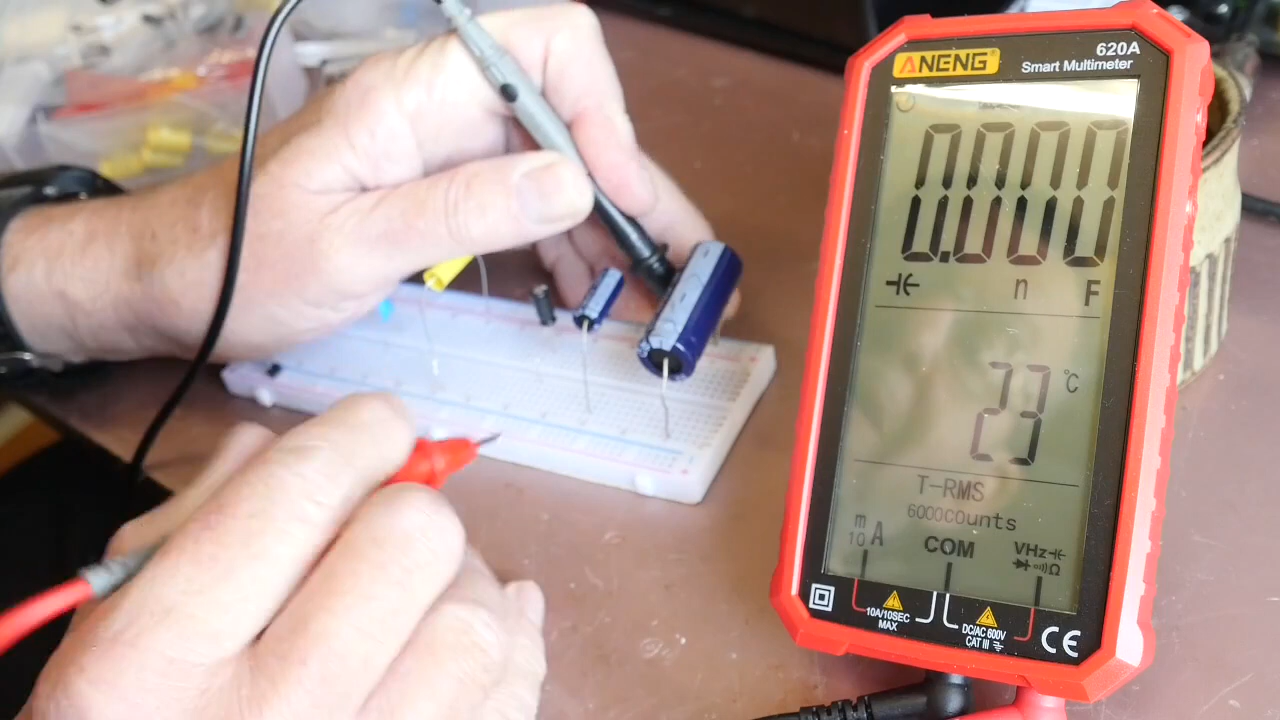 ANENG
620A
Smart Multimeter
0.000
n F
23 °C
T-RMS
6000counts
m
10 A
COM
VHz
Ω
10A/10SEC
MAX
DC/AC 600V
CAT III
CE